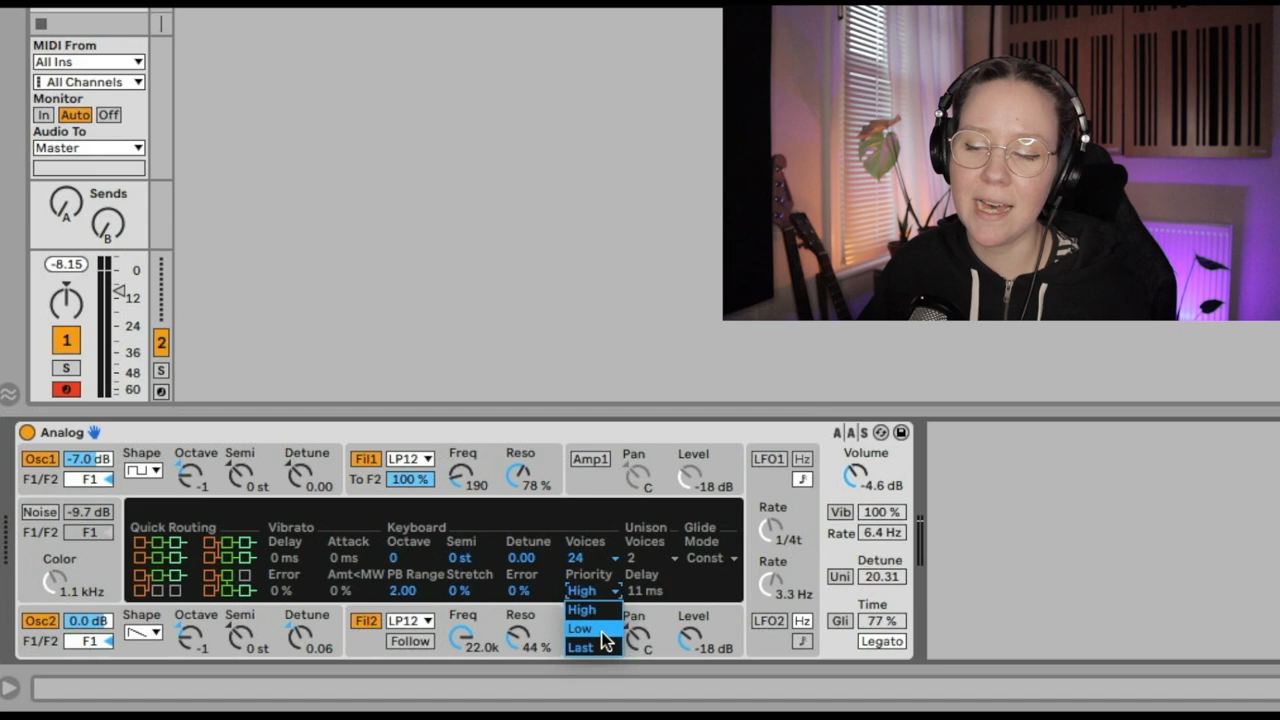 MIDI From
All Ins
All Channels
Monitor
In Auto Off
Audio To
Master
Sends
A
B
-8.15
0
12
24
36
48
60
1
2
S
S
Analog
A|A|S
Osc1 -7.0 dB
F1/F2 F1
Shape
Octave
-1
Semi
0 st
Detune
0.00
Fil1 LP12
To F2 100 %
Freq
190
Reso
78 %
Amp1
Pan
C
Level
-18 dB
LFO1 Hz
Volume
-4.6 dB
Noise -9.7 dB
F1/F2 F1
Color
1.1 kHz
Quick Routing
Vibrato
Delay Attack
0 ms 0 ms
Error Amt<MW
0 % 0 %
Keyboard
Octave Semi Detune Voices
0 0 st 0.00 24
PB Range Stretch Error Priority
2.00 0 % 0 % High
High
Low
Last
Unison
Voices
2
Delay
11 ms
Glide
Mode
Const
Rate
1/4t
Rate
3.3 Hz
Vib 100 %
Rate 6.4 Hz
Detune
Uni 20.31
Time
Gli 77 %
Legato
Osc2 0.0 dB
F1/F2 F1
Shape
Octave
-1
Semi
0 st
Detune
0.06
Fil2 LP12
Follow
Freq
22.0k
Reso
44 %
Pan
C
Level
-18 dB
LFO2 Hz